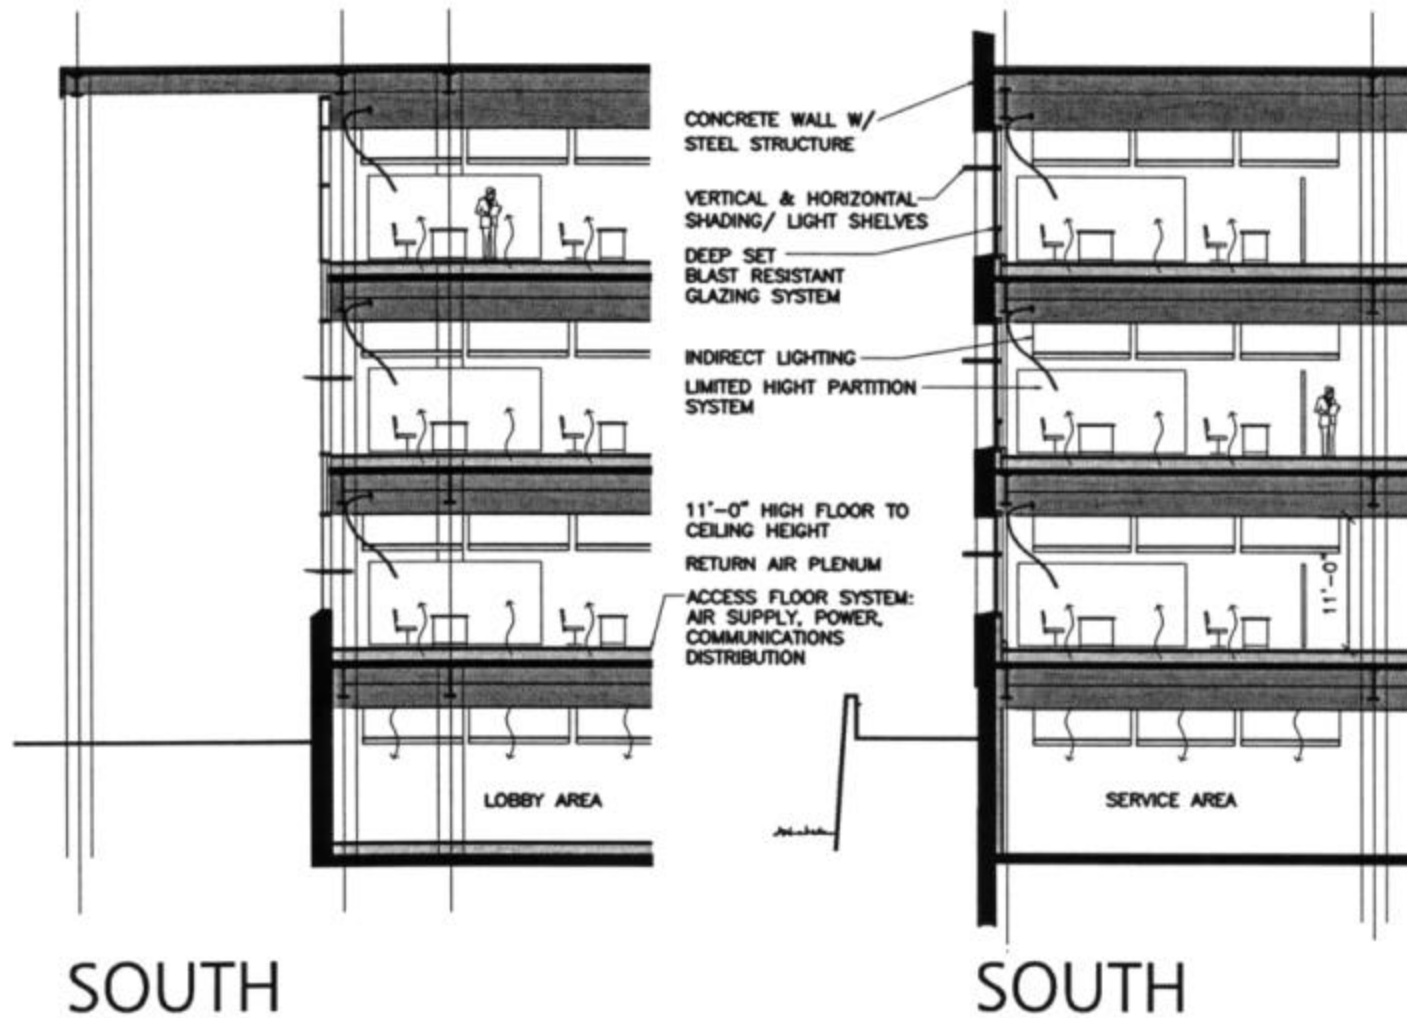 CONCRETE WALL W/
STEEL STRUCTURE
VERTICAL & HORIZONTAL
SHADING/ LIGHT SHELVES
DEEP SET
BLAST RESISTANT
GLAZING SYSTEM
INDIRECT LIGHTING
LIMITED HIGHT PARTITION
SYSTEM
11'-0" HIGH FLOOR TO
CEILING HEIGHT
RETURN AIR PLENUM
ACCESS FLOOR SYSTEM:
AIR SUPPLY, POWER,
COMMUNICATIONS
DISTRIBUTION
11'-0"
LOBBY AREA
SERVICE AREA
SOUTH
SOUTH